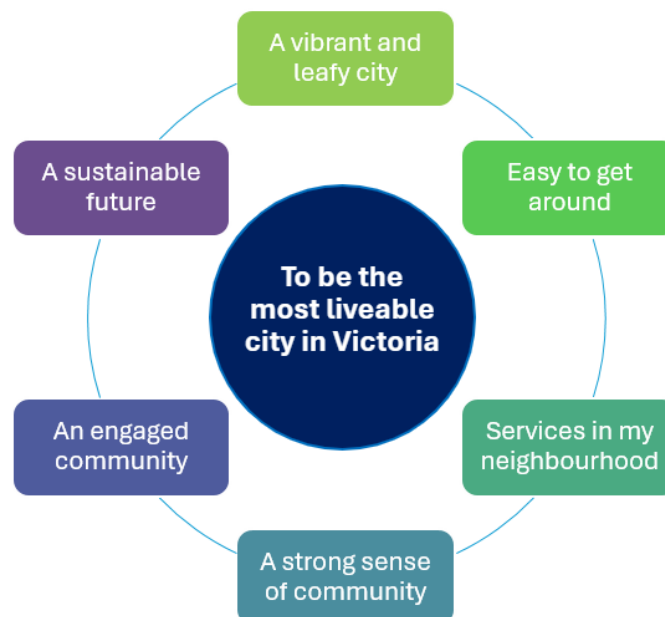 A vibrant and
leafy city
Easy to get
around
Services in my
neighbourhood
A strong sense
of community
An engaged
community
A sustainable
future
To be the
most liveable
city in Victoria